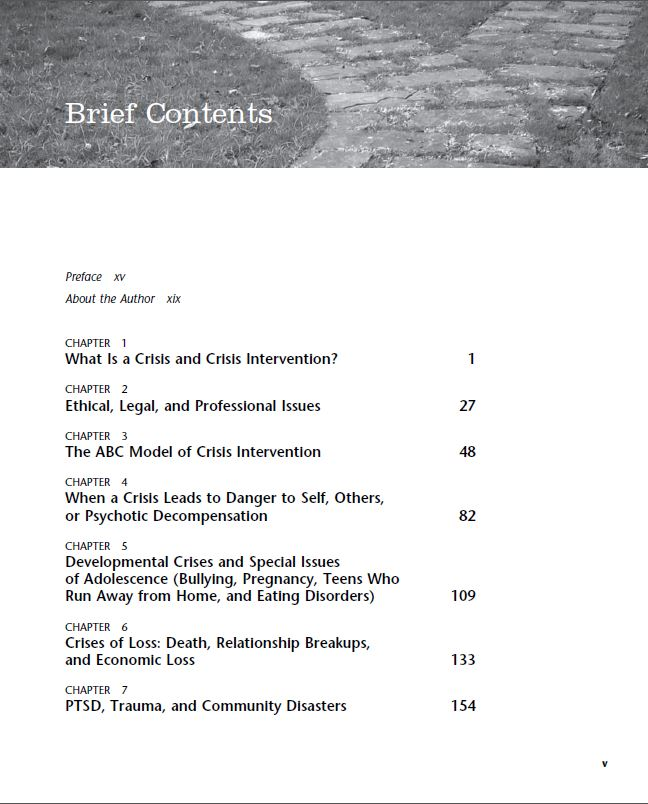 Brief Contents
Preface xv
About the Author xix
CHAPTER 1
What Is a Crisis and Crisis Intervention? 1
CHAPTER 2
Ethical, Legal, and Professional Issues 27
CHAPTER 3
The ABC Model of Crisis Intervention 48
CHAPTER 4
When a Crisis Leads to Danger to Self, Others,
or Psychotic Decompensation 82
CHAPTER 5
Developmental Crises and Special Issues
of Adolescence (Bullying, Pregnancy, Teens Who
Run Away from Home, and Eating Disorders) 109
CHAPTER 6
Crises of Loss: Death, Relationship Breakups,
and Economic Loss 133
CHAPTER 7
PTSD, Trauma, and Community Disasters 154
v